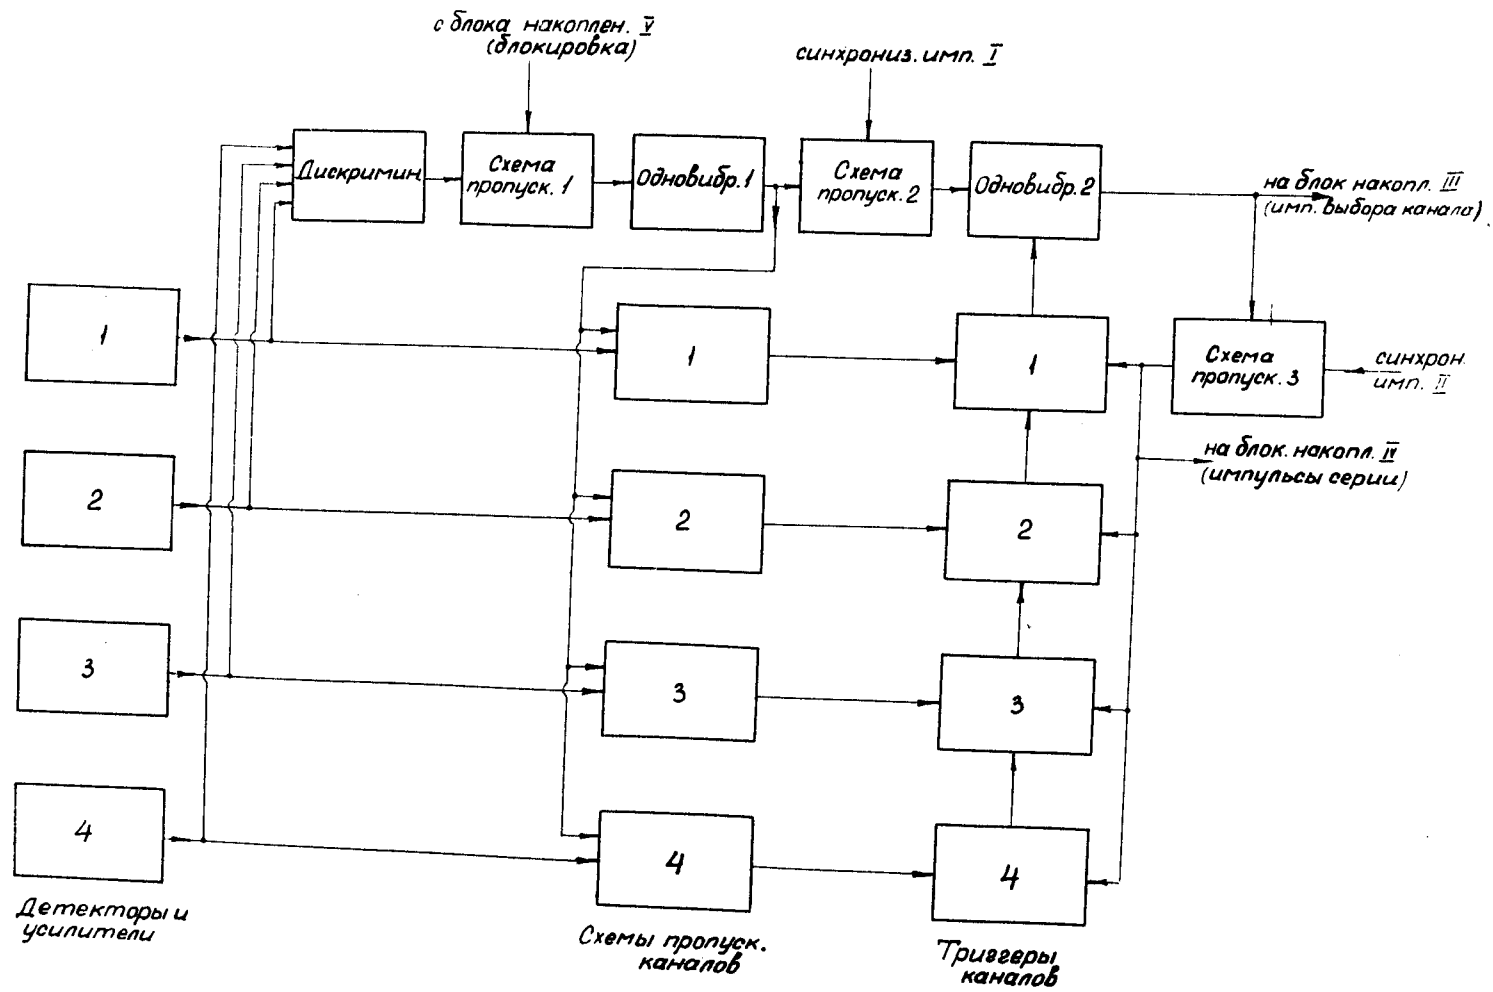 с блока накоплен. V
(блокировка)
синхрониз. имп. I
Дискримин.
Схема
пропуск. 1
Одновибр. 1
Схема
пропуск. 2
Одновибр. 2
на блок накопл. III
(имп. выбора канала)
1
1
1
Схема
пропуск. 3
синхрон.
имп. II
на блок. накопл. IV
(импульсы серии)
2
2
2
3
3
3
4
4
4
Детекторы и
усилители
Схемы пропуск.
каналов
Триггеры
каналов